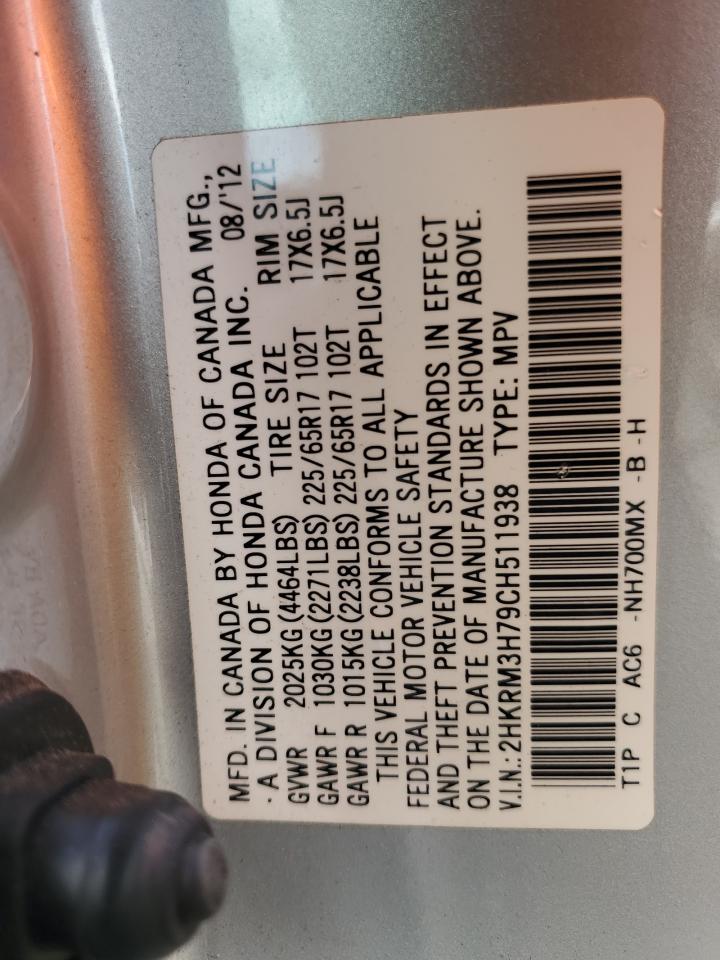 MFD. IN CANADA BY HONDA OF CANADA MFG.,
· A DIVISION OF HONDA CANADA INC. 08/'12
GVWR 2025KG (4464LBS) TIRE SIZE RIM SIZE
GAWR F 1030KG (2271LBS) 225/65R17 102T 17X6.5J
GAWR R 1015KG (2238LBS) 225/65R17 102T 17X6.5J
THIS VEHICLE CONFORMS TO ALL APPLICABLE
FEDERAL MOTOR VEHICLE SAFETY
AND THEFT PREVENTION STANDARDS IN EFFECT
ON THE DATE OF MANUFACTURE SHOWN ABOVE.
V.I.N.:2HKRM3H79CH511938 TYPE: MPV
T1P C AC6 -NH700MX -B -H